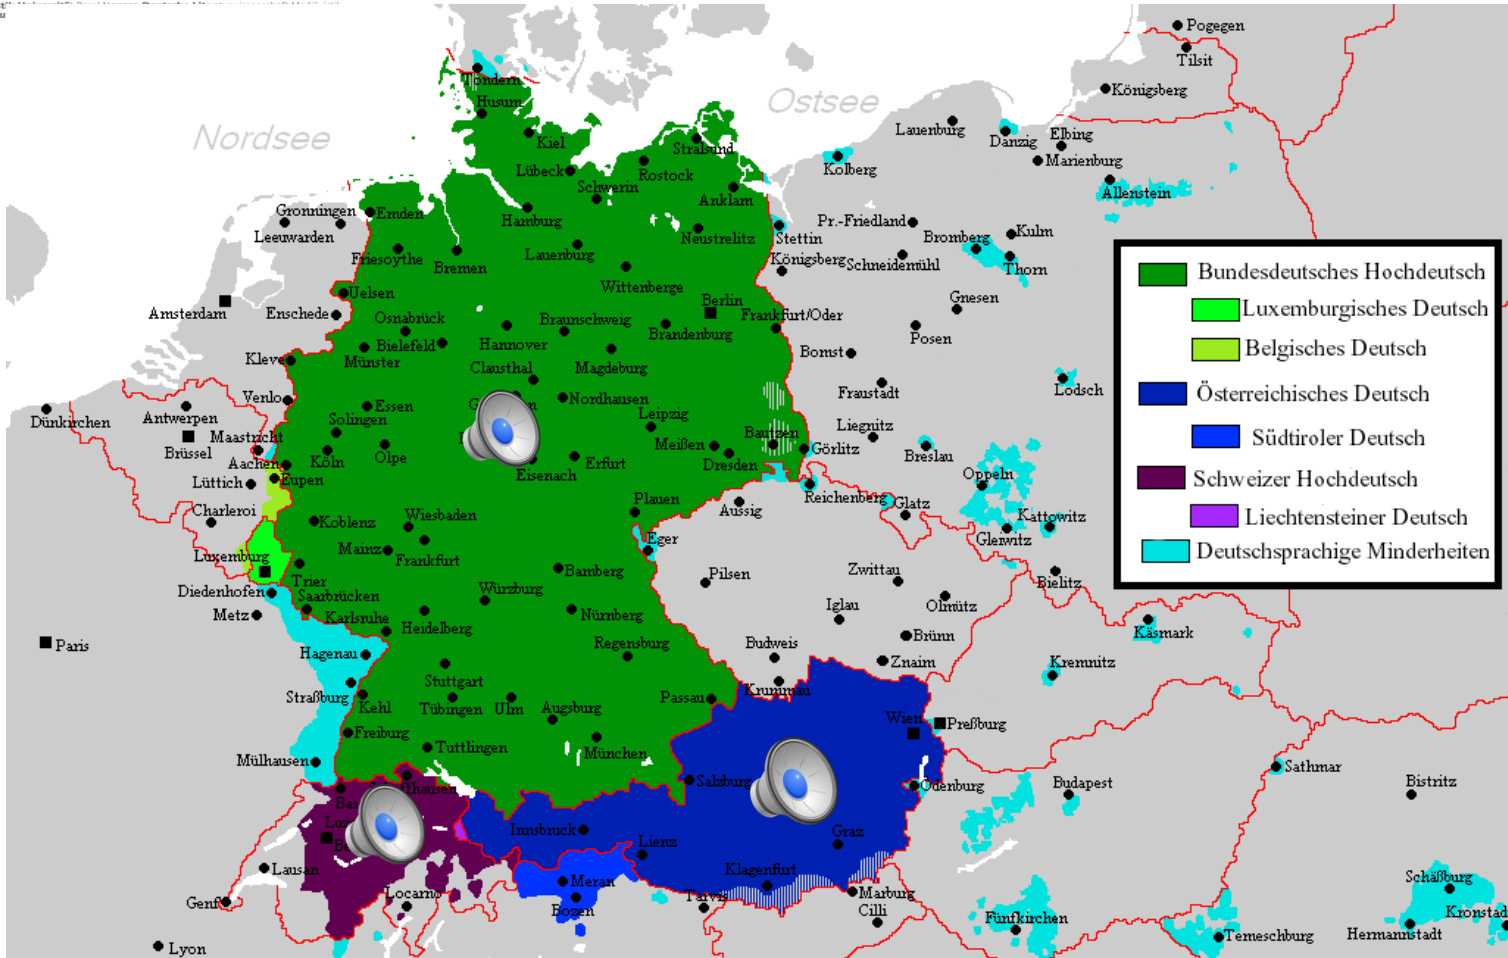 Nordsee
Ostsee
Pogegen
Tilsit
Königsberg
Tondern
Husum
Kiel
Lübeck
Schwerin
Stralsund
Rostock
Anklam
Lauenburg
Danzig
Elbing
Marienburg
Kolberg
Allenstein
Gronningen
Leeuwarden
Emden
Hamburg
Friesoythe
Bremen
Lauenburg
Neustrelitz
Stettin
Pr.-Friedland
Bromberg
Kulm
Königsberg
Schneidemühl
Thorn
Uelsen
Wittenberge
Amsterdam
Enschede
Osnabrück
Braunschweig
Berlin
Brandenburg
Frankfurt/Oder
Gnesen
Posen
Kleve
Münster
Bielefeld
Hannover
Clausthal
Magdeburg
Bomst
Dünkirchen
Antwerpen
Venlo
Essen
Nordhausen
Fraustadt
Lodsch
Brüssel
Maastricht
Solingen
Leipzig
Liegnitz
Aachen
Köln
Olpe
Meißen
Bautzen
Görlitz
Breslau
Lüttich
Eupen
Eisenach
Erfurt
Dresden
Oppeln
Charleroi
Koblenz
Wiesbaden
Plauen
Aussig
Reichenberg
Glatz
Gleiwitz
Kattowitz
Luxemburg
Mainz
Frankfurt
Eger
Trier
Bamberg
Pilsen
Zwittau
Bielitz
Diedenhofen
Saarbrücken
Würzburg
Metz
Karlsruhe
Heidelberg
Nürnberg
Iglau
Olmütz
Paris
Hagenau
Regensburg
Budweis
Brünn
Käsmark
Straßburg
Kehl
Stuttgart
Tübingen
Ulm
Augsburg
Passau
Krummau
Znaim
Kremnitz
Freiburg
Tuttlingen
München
Wien
Preßburg
Mülhausen
Salzburg
Ödenburg
Budapest
Sathmar
Bistritz
Innsbruck
Lienz
Graz
Lausan
Genf
Locarno
Meran
Bozen
Klagenfurt
Tarvis
Marburg
Cilli
Fünfkirchen
Schäßburg
Kronstad
Lyon
Temeschburg
Hermannstadt
Bundesdeutsches Hochdeutsch
Luxemburgisches Deutsch
Belgisches Deutsch
Österreichisches Deutsch
Südtiroler Deutsch
Schweizer Hochdeutsch
Liechtensteiner Deutsch
Deutschsprachige Minderheiten